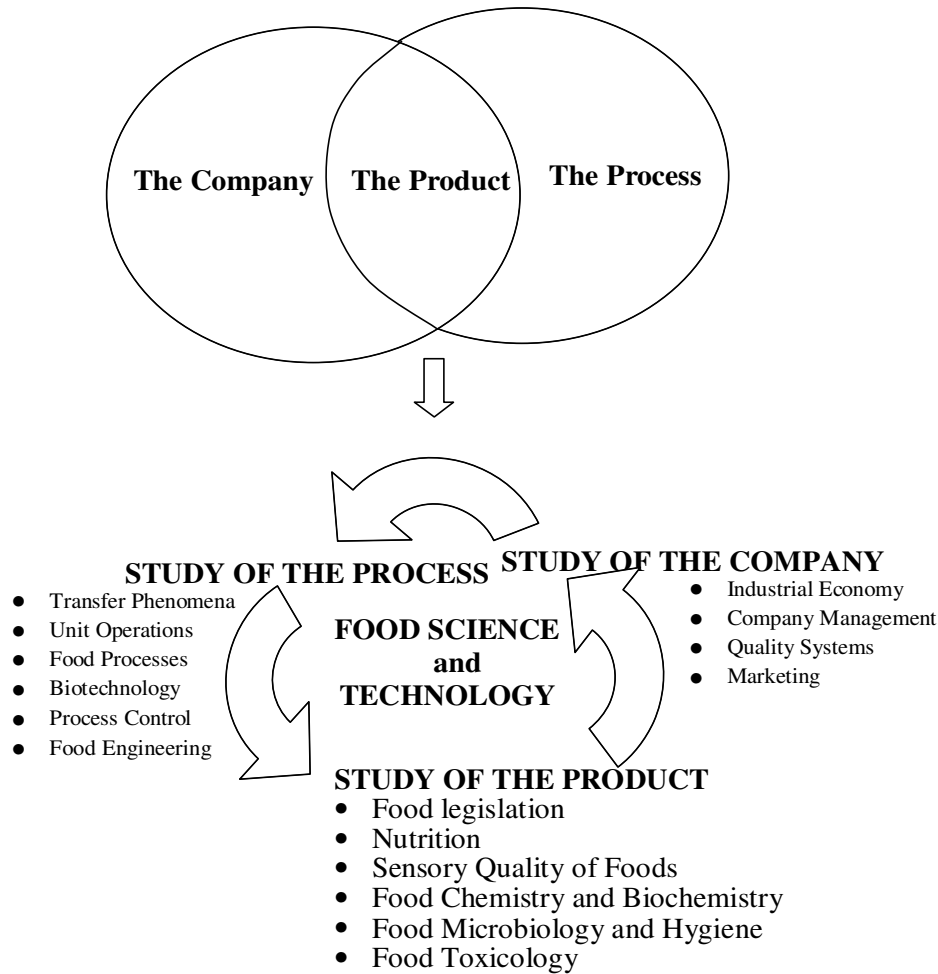 The Company
The Product
The Process
STUDY OF THE PROCESS
• Transfer Phenomena
• Unit Operations
• Food Processes
• Biotechnology
• Process Control
• Food Engineering
STUDY OF THE COMPANY
• Industrial Economy
• Company Management
• Quality Systems
• Marketing
FOOD SCIENCE
and
TECHNOLOGY
STUDY OF THE PRODUCT
• Food legislation
• Nutrition
• Sensory Quality of Foods
• Food Chemistry and Biochemistry
• Food Microbiology and Hygiene
• Food Toxicology